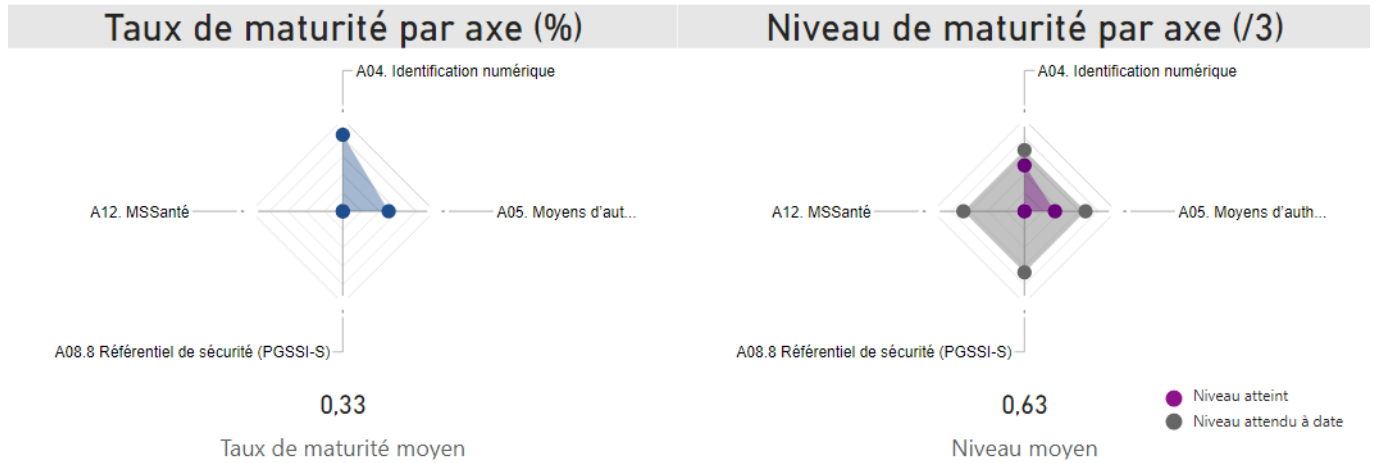 Taux de maturité par axe (%)
A04. Identification numérique
A12. MSSanté
A05. Moyens d'aut...
A08.8 Référentiel de sécurité (PGSSI-S)
0,33
Taux de maturité moyen
Niveau de maturité par axe (/3)
A04. Identification numérique
A12. MSSanté
A05. Moyens d'auth...
A08.8 Référentiel de sécurité (PGSSI-S)
0,63
Niveau moyen
Niveau atteint
Niveau attendu à date